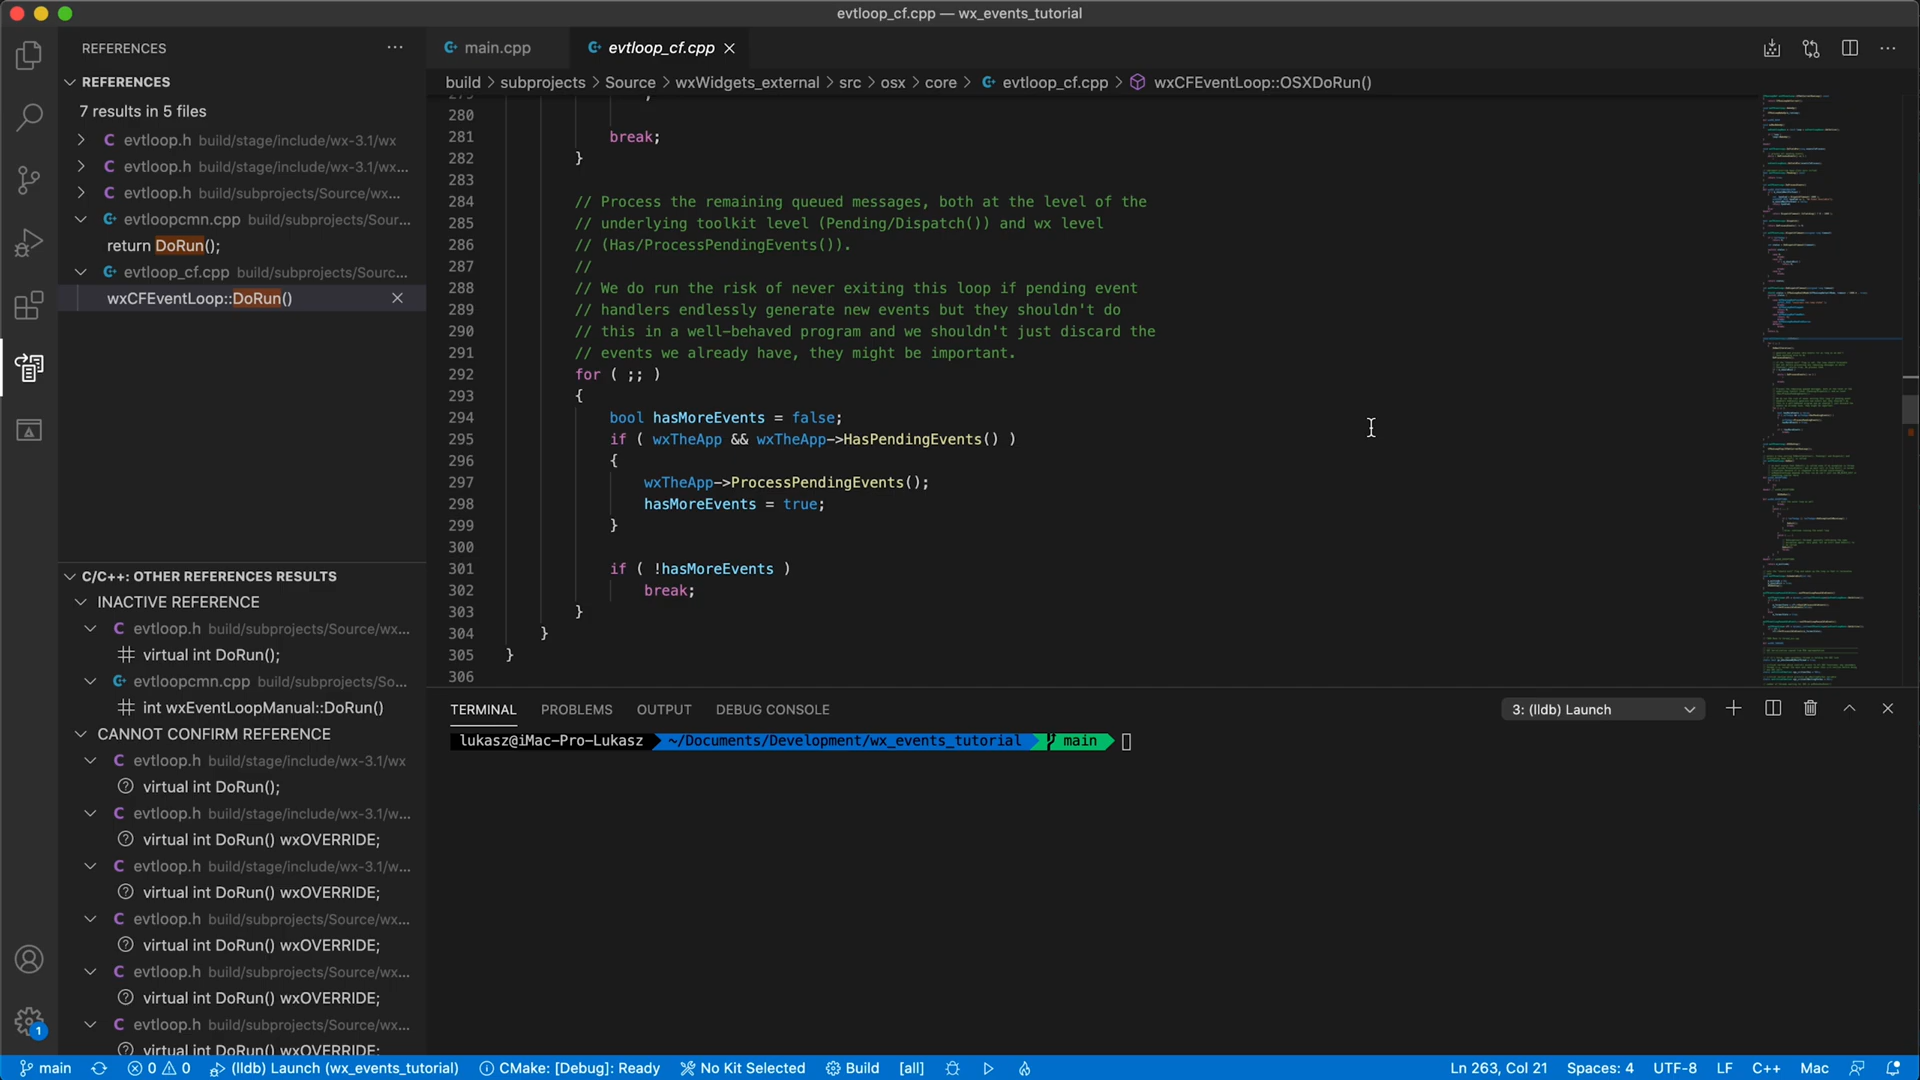 evtloop_cf.cpp — wx_events_tutorial
REFERENCES
REFERENCES
7 results in 5 files
evtloop.h build/stage/include/wx-3.1/wx
evtloop.h build/stage/include/wx-3.1/wx...
evtloop.h build/subprojects/Source/wx...
evtloopcmn.cpp build/subprojects/Sour...
return DoRun();
evtloop_cf.cpp build/subprojects/Sourc...
wxCFEventLoop::DoRun()
C/C++: OTHER REFERENCES RESULTS
INACTIVE REFERENCE
evtloop.h build/subprojects/Source/wx...
virtual int DoRun();
evtloopcmn.cpp build/subprojects/So...
int wxEventLoopManual::DoRun()
CANNOT CONFIRM REFERENCE
evtloop.h build/stage/include/wx-3.1/wx
virtual int DoRun();
evtloop.h build/stage/include/wx-3.1/wx...
virtual int DoRun() wxOVERRIDE;
evtloop.h build/stage/include/wx-3.1/w...
virtual int DoRun() wxOVERRIDE;
evtloop.h build/subprojects/Source/wx...
virtual int DoRun() wxOVERRIDE;
evtloop.h build/subprojects/Source/wx...
virtual int DoRun() wxOVERRIDE;
evtloop.h build/subprojects/Source/wx...
virtual int DoRun() wxOVERRIDE;
main.cpp evtloop_cf.cpp
build > subprojects > Source > wxWidgets_external > src > osx > core > evtloop_cf.cpp > wxCFEventLoop::OSXDoRun()
280
281 break;
282 }
283
284 // Process the remaining queued messages, both at the level of the
285 // underlying toolkit level (Pending/Dispatch()) and wx level
286 // (Has/ProcessPendingEvents()).
287 //
288 // We do run the risk of never exiting this loop if pending event
289 // handlers endlessly generate new events but they shouldn't do
290 // this in a well-behaved program and we shouldn't just discard the
291 // events we already have, they might be important.
292 for ( ;; )
293 {
294 bool hasMoreEvents = false;
295 if ( wxTheApp && wxTheApp->HasPendingEvents() )
296 {
297 wxTheApp->ProcessPendingEvents();
298 hasMoreEvents = true;
299 }
300
301 if ( !hasMoreEvents )
302 break;
303 }
304 }
305 }
306
TERMINAL PROBLEMS OUTPUT DEBUG CONSOLE 3: (lldb) Launch
lukasz@iMac-Pro-Lukasz ~/Documents/Development/wx_events_tutorial main
1
main 0 0 (lldb) Launch (wx_events_tutorial) CMake: [Debug]: Ready No Kit Selected Build [all] Ln 263, Col 21 Spaces: 4 UTF-8 LF C++ Mac